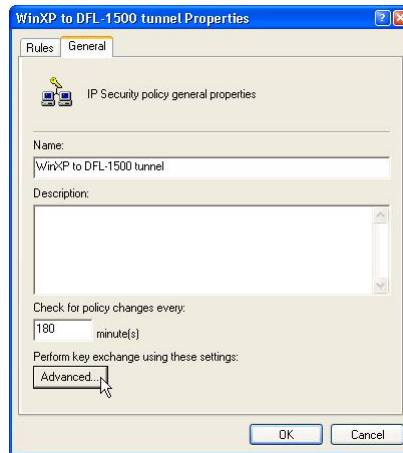 WinXP to DFL-1500 tunnel Properties
Rules
General
IP Security policy general properties
Name:
WinXP to DFL-1500 tunnel
Description:
Check for policy changes every:
180 minute(s)
Perform key exchange using these settings:
Advanced...
OK
Cancel